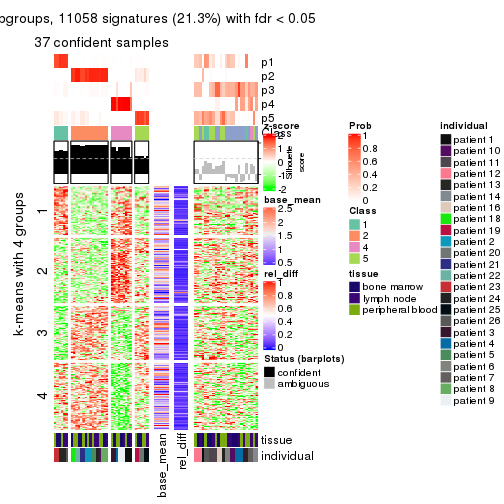 ogroups, 11058 signatures (21.3%) with fdr < 0.05
37 confident samples
p1
p2
p3
p4
p5
Class
z-score
2
-2
Silhouette
score
1
-1
k-means with 4 groups
1
2
3
4
base_mean
2.5
2
1.5
1
0.5
rel_diff
1
0.8
0.6
0.4
0.2
0
Status (barplots)
confident
ambiguous
Prob
1
0.8
0.6
0.4
0.2
0
Class
1
2
4
5
tissue
bone marrow
lymph node
peripheral blood
individual
patient 1
patient 10
patient 11
patient 12
patient 13
patient 14
patient 16
patient 18
patient 19
patient 2
patient 20
patient 21
patient 22
patient 23
patient 24
patient 25
patient 26
patient 3
patient 4
patient 5
patient 6
patient 7
patient 8
patient 9
tissue
individual
base_mean
rel_diff